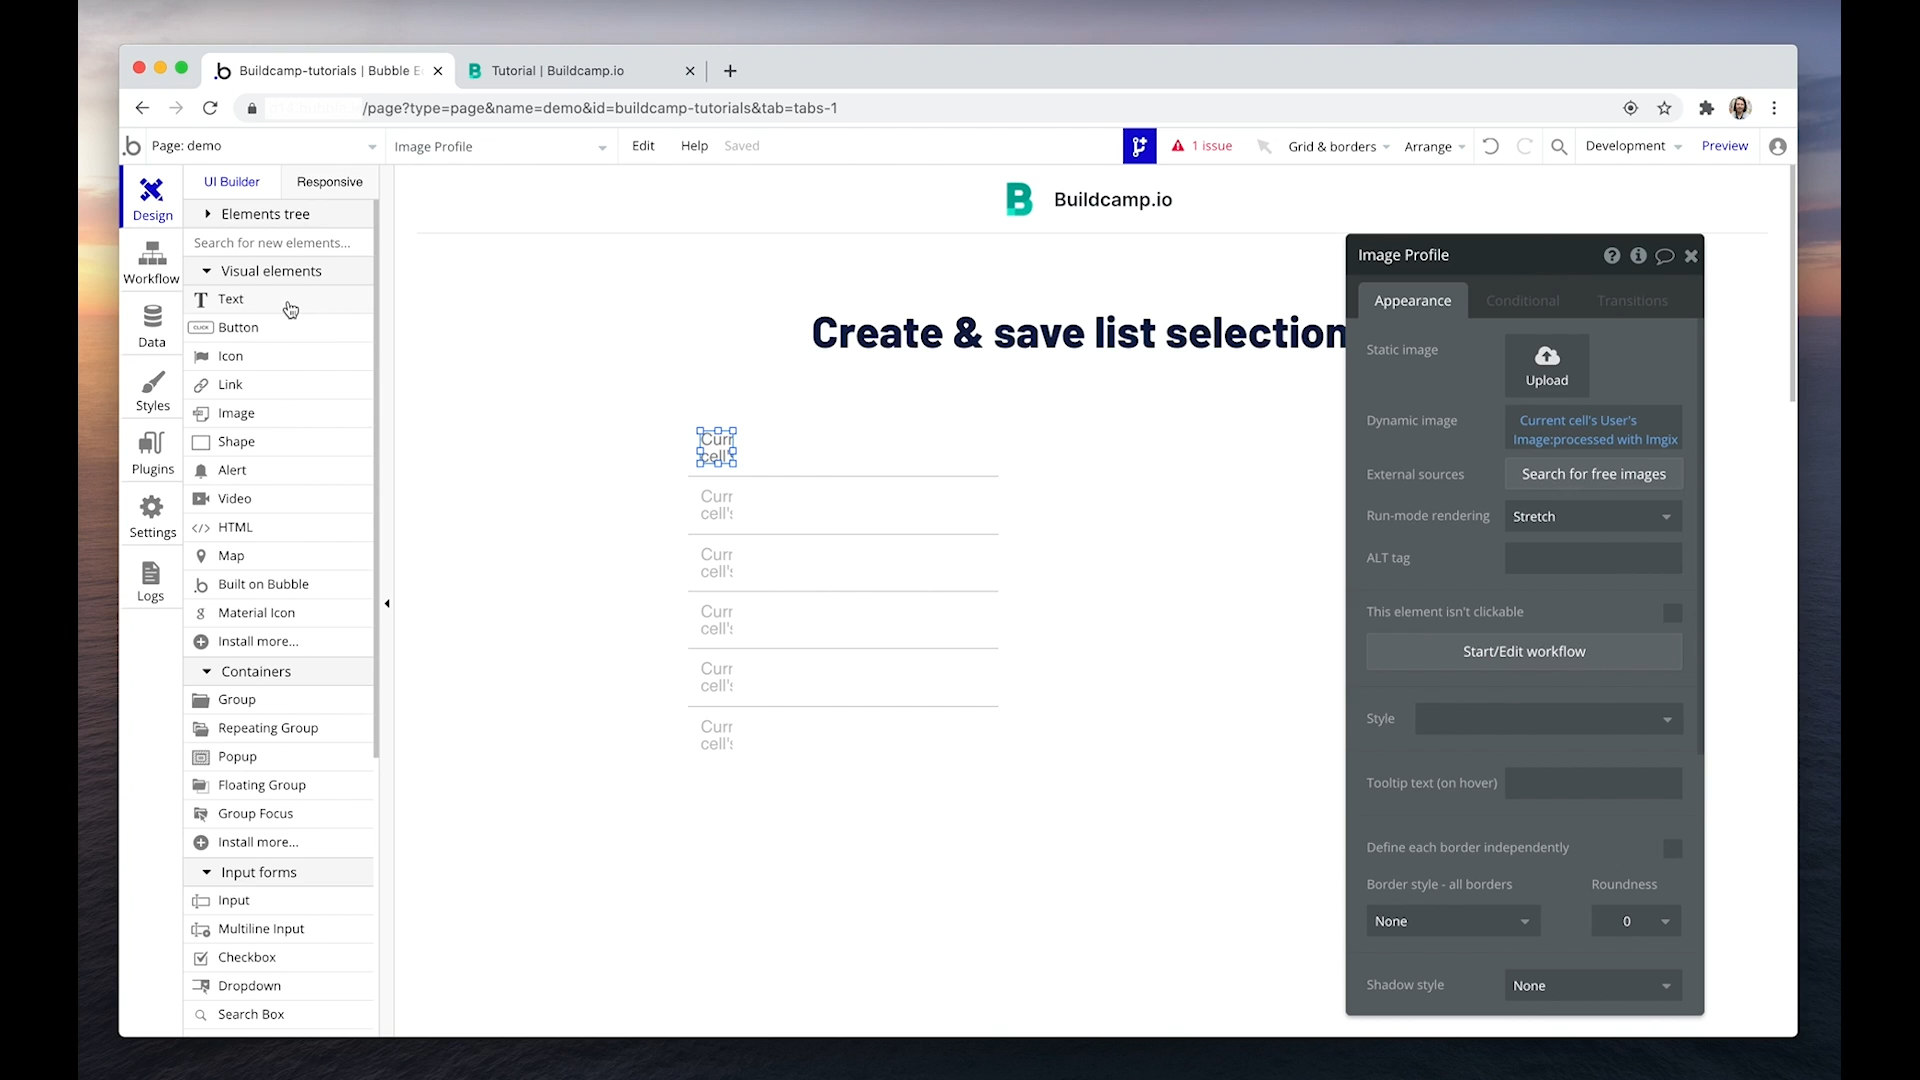 Buildcamp-tutorials | Bubble E
Tutorial | Buildcamp.io
/page?type=page&name=demo&id=buildcamp-tutorials&tab=tabs-1
Page: demo
Image Profile
Edit
Help
Saved
1 issue
Grid & borders
Arrange
Development
Preview
Design
Workflow
Data
Styles
Plugins
Settings
Logs
UI Builder
Responsive
Elements tree
Search for new elements...
Visual elements
Text
CLICK
Button
Icon
Link
Image
Shape
Alert
Video
HTML
Map
Built on Bubble
Material Icon
Install more...
Containers
Group
Repeating Group
Popup
Floating Group
Group Focus
Install more...
Input forms
Input
Multiline Input
Checkbox
Dropdown
Search Box
B Buildcamp.io
Create & save list selection
Curr
cell's
Curr
cell's
Curr
cell's
Curr
cell's
Curr
cell's
Curr
cell's
Image Profile
Appearance
Conditional
Transitions
Static image
Upload
Dynamic image
Current cell's User's
Image:processed with Imgix
External sources
Search for free images
Run-mode rendering
Stretch
ALT tag
This element isn't clickable
Start/Edit workflow
Style
Tooltip text (on hover)
Define each border independently
Border style - all borders
Roundness
None
0
Shadow style
None